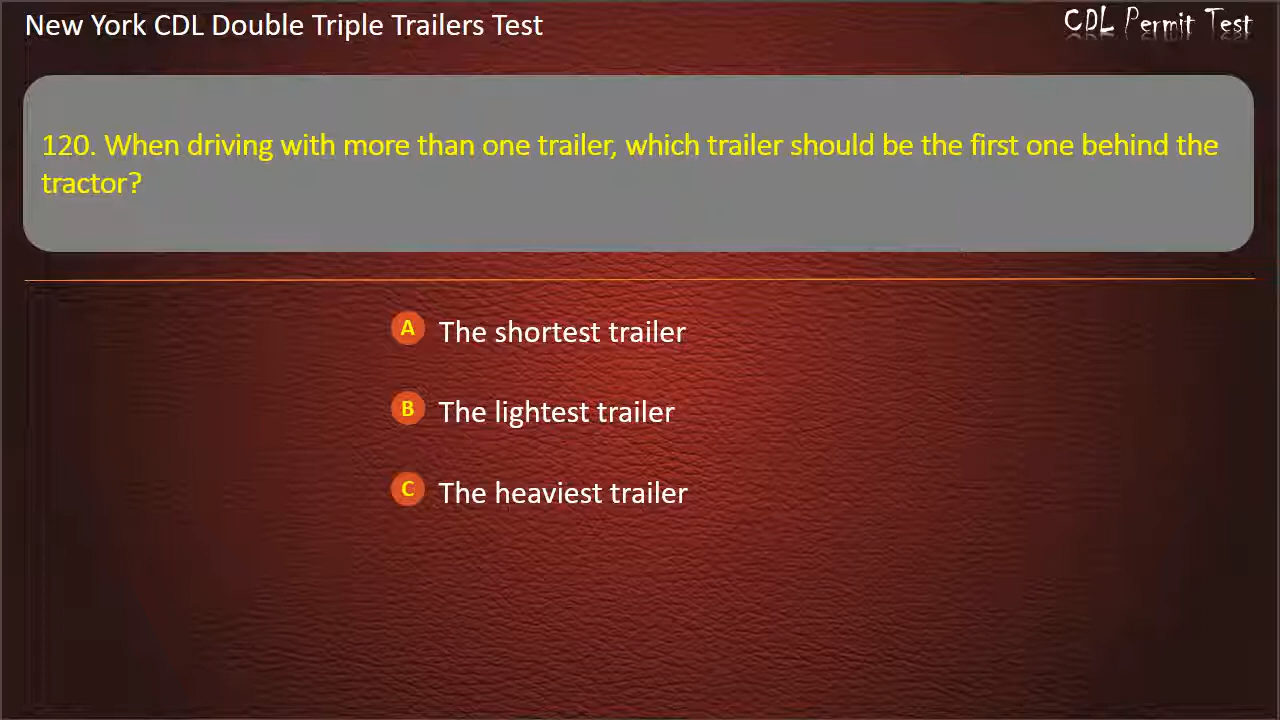 New York CDL Double Triple Trailers Test
CDL Permit Test
120. When driving with more than one trailer, which trailer should be the first one behind the
tractor?
A The shortest trailer
B The lightest trailer
C The heaviest trailer